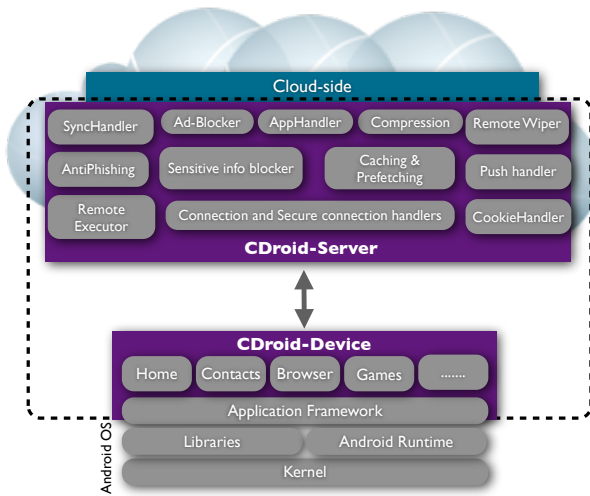 Cloud-side
SyncHandler
Ad-Blocker
AppHandler
Compression
Remote Wiper
AntiPhishing
Sensitive info blocker
Caching &
Prefetching
Push handler
Remote
Executor
Connection and Secure connection handlers
CookieHandler
CDroid-Server
CDroid-Device
Home
Contacts
Browser
Games
.......
Application Framework
Libraries
Android Runtime
Kernel
Android OS